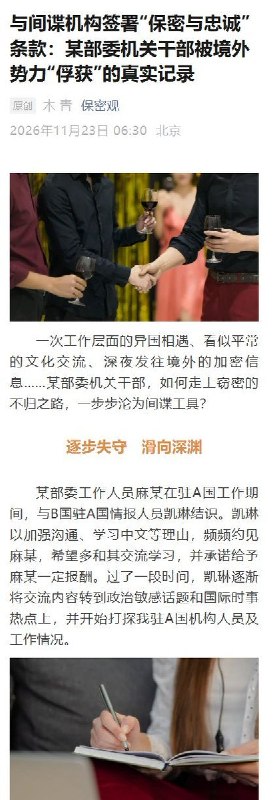 与间谍机构签署“保密与忠诚”
条款：某部委机关干部被境外
势力“俘获”的真实记录
原创 木青 保密观
2026年11月23日 06:30 北京
一次工作层面的异国相遇、看似平常
的文化交流、深夜发往境外的加密信
息……某部委机关干部，如何走上窃密的
不归之路，一步步沦为间谍工具？
逐步失守 滑向深渊
某部委工作人员麻某在驻A国工作期
间，与B国驻A国情报人员凯琳结识。凯琳
以加强沟通、学习中文等理山，频频约见
麻某，希望多和其交流学习，并承诺给予
麻某一定报酬。过了一段时间，凯琳逐渐
将交流内容转到政治敏感话题和国际时事
热点上，并开始打探我驻A国机构人员及
工作情况。